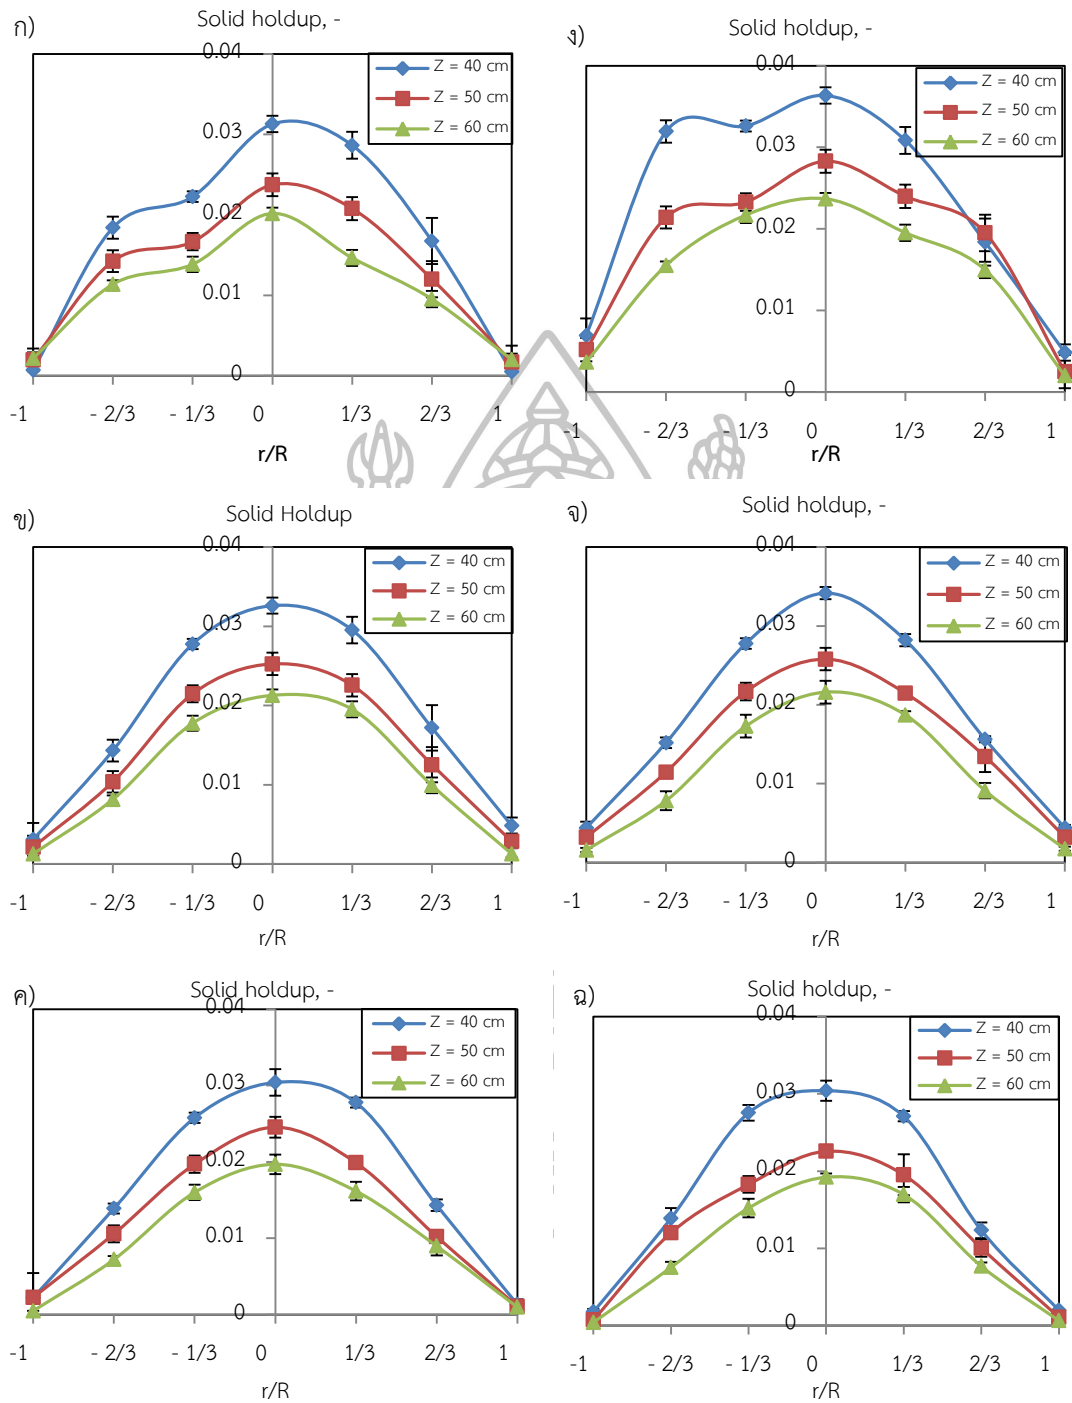 ก)
Solid holdup, -
0.04
0.03
0.02
0.01
0
Z = 40 cm
Z = 50 cm
Z = 60 cm
-1 - 2/3 - 1/3 0 1/3 2/3 1
r/R
ง)
Solid holdup, -
0.04
0.03
0.02
0.01
0
Z = 40 cm
Z = 50 cm
Z = 60 cm
-1 - 2/3 - 1/3 0 1/3 2/3 1
r/R
ข)
Solid Holdup
0.04
0.03
0.02
0.01
0
Z = 40 cm
Z = 50 cm
Z = 60 cm
-1 - 2/3 - 1/3 0 1/3 2/3 1
r/R
จ)
Solid holdup, -
0.04
0.03
0.02
0.01
0
Z = 40 cm
Z = 50 cm
Z = 60 cm
-1 - 2/3 - 1/3 0 1/3 2/3 1
r/R
ค)
Solid holdup, -
0.04
0.03
0.02
0.01
0
Z = 40 cm
Z = 50 cm
Z = 60 cm
-1 - 2/3 - 1/3 0 1/3 2/3 1
r/R
ฉ)
Solid holdup, -
0.04
0.03
0.02
0.01
0
Z = 40 cm
Z = 50 cm
Z = 60 cm
-1 - 2/3 - 1/3 0 1/3 2/3 1
r/R